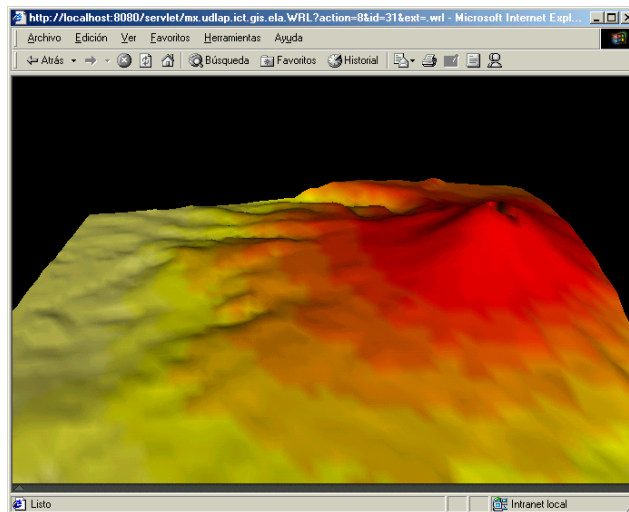 http://localhost:8080/servlet/mx.udlap.ict.gis.ela.WRL?action=8&id=31&ext=.wrl - Microsoft Internet Expl...
Archivo Edición Ver Favoritos Herramientas Ayuda
Atrás Búsqueda Favoritos Historial
Listo Intranet local